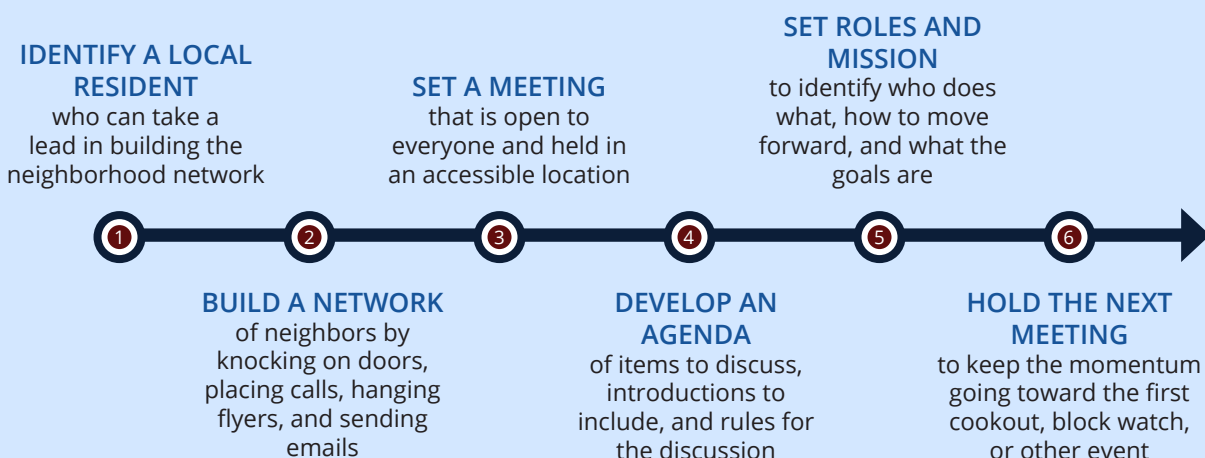 IDENTIFY A LOCAL
RESIDENT
who can take a
lead in building the
neighborhood network
1
BUILD A NETWORK
of neighbors by
knocking on doors,
placing calls, hanging
flyers, and sending
emails
2
SET A MEETING
that is open to
everyone and held in
an accessible location
3
DEVELOP AN
AGENDA
of items to discuss,
introductions to
include, and rules for
the discussion
4
SET ROLES AND
MISSION
to identify who does
what, how to move
forward, and what the
goals are
5
HOLD THE NEXT
MEETING
to keep the momentum
going toward the first
cookout, block watch,
or other event
6